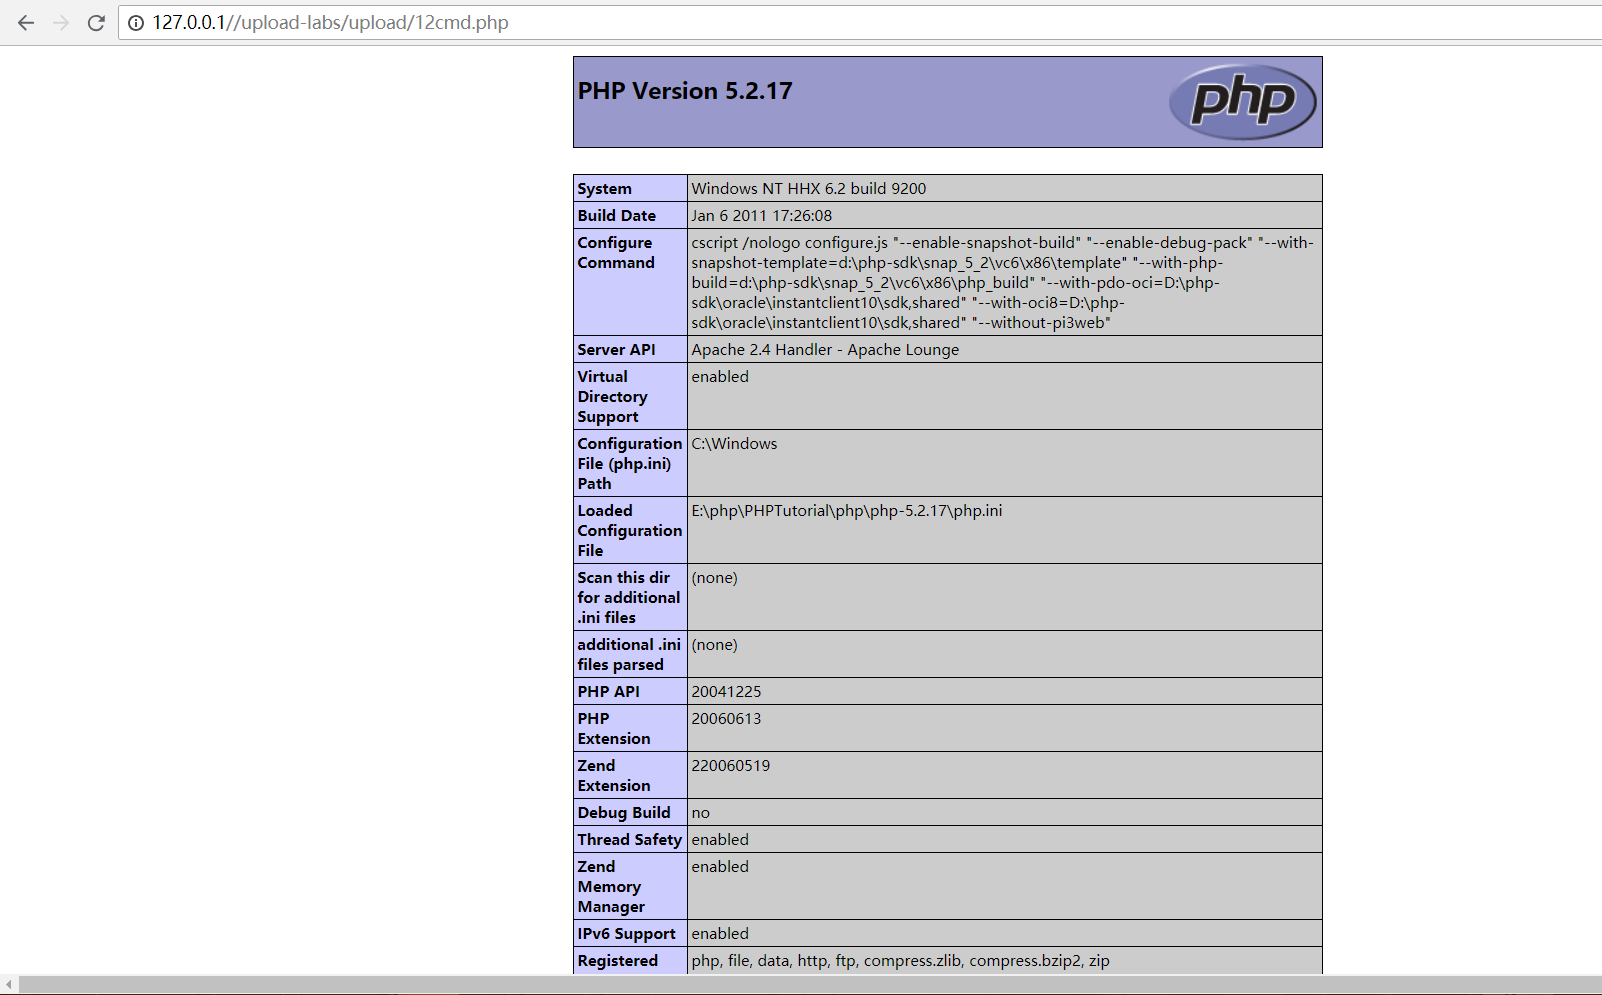 127.0.0.1//upload-labs/upload/12cmd.php
PHP Version 5.2.17
php
System
Windows NT HHX 6.2 build 9200
Build Date
Jan 6 2011 17:26:08
Configure
Command
cscript /nologo configure.js "--enable-snapshot-build" "--enable-debug-pack" "--with-
snapshot-template=d:\php-sdk\snap_5_2\vc6\x86\template" "--with-php-
build=d:\php-sdk\snap_5_2\vc6\x86\php_build" "--with-pdo-oci=D:\php-
sdk\oracle\instantclient10\sdk,shared" "--with-oci8=D:\php-
sdk\oracle\instantclient10\sdk,shared" "--without-pi3web"
Server API
Apache 2.4 Handler - Apache Lounge
Virtual
Directory
Support
enabled
Configuration
File (php.ini)
Path
C:\Windows
Loaded
Configuration
File
E:\php\PHPTutorial\php\php-5.2.17\php.ini
Scan this dir
for additional
.ini files
(none)
additional .ini
files parsed
(none)
PHP API
20041225
PHP
Extension
20060613
Zend
Extension
220060519
Debug Build
no
Thread Safety
enabled
Zend
Memory
Manager
enabled
IPv6 Support
enabled
Registered
php, file, data, http, ftp, compress.zlib, compress.bzip2, zip